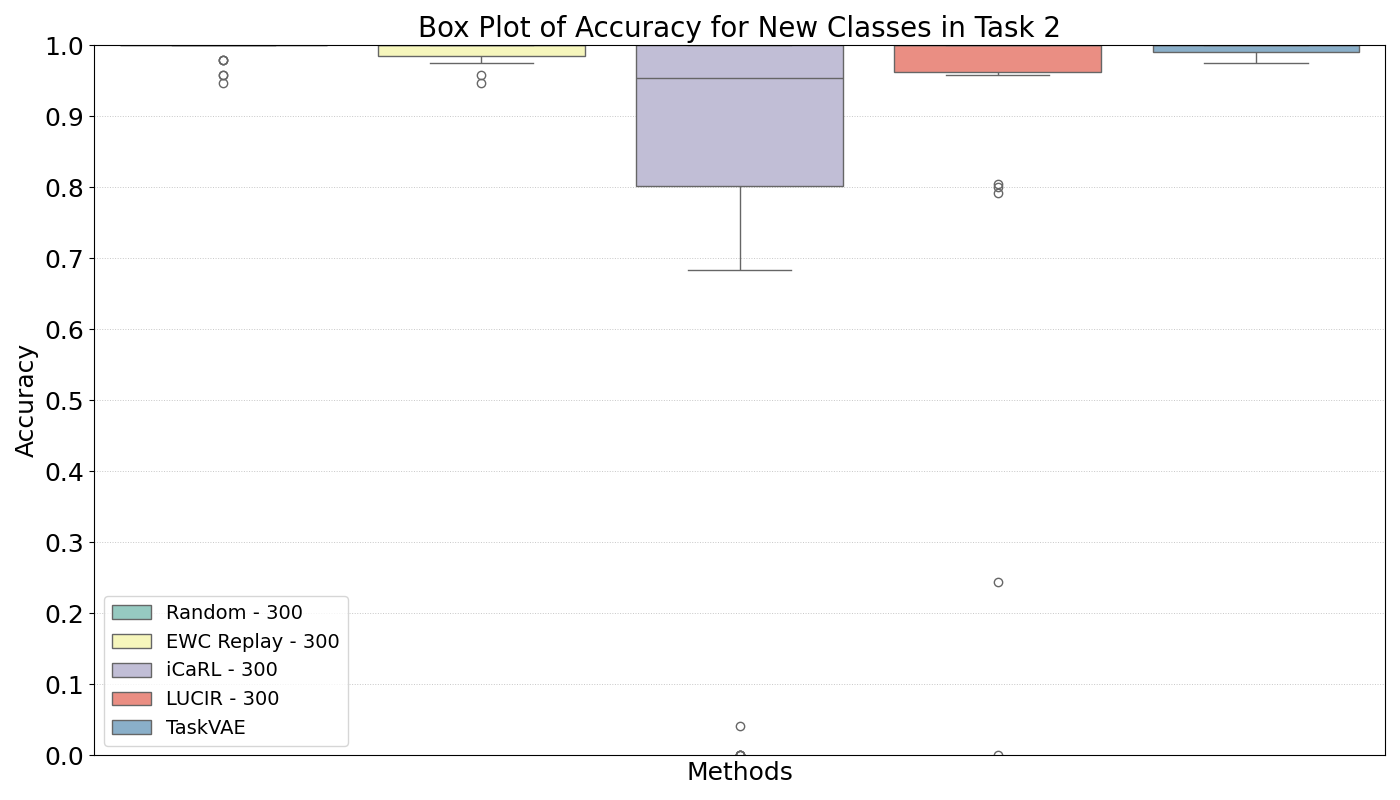 Box Plot of Accuracy for New Classes in Task 2
1.0
0.9
0.8
0.7
0.6
0.5
0.4
0.3
0.2
0.1
0.0
Accuracy
Random - 300
EWC Replay - 300
iCaRL - 300
LUCIR - 300
TaskVAE
Methods